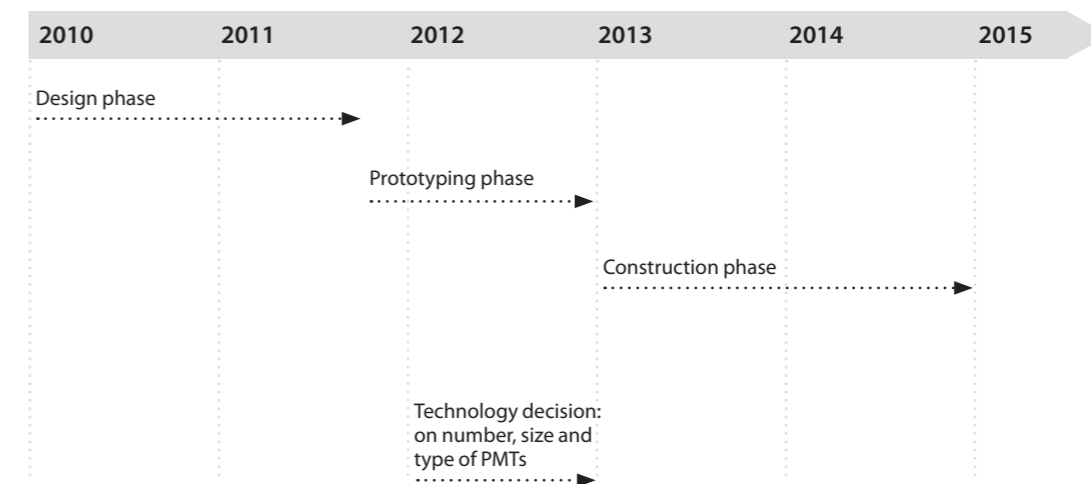 2010 2011 2012 2013 2014 2015
Design phase
Prototyping phase
Construction phase
Technology decision:
on number, size and
type of PMTs